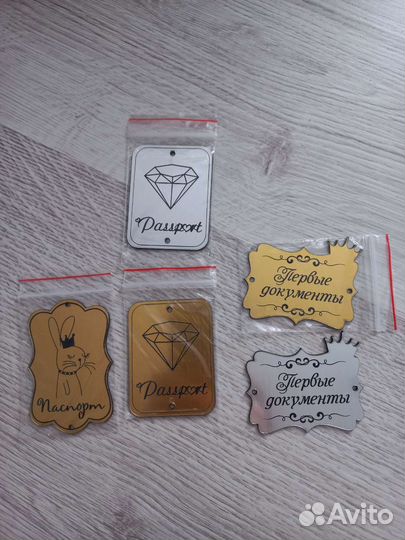 Passport
Первые
документы
Паспорт
Passport
Первые
документы
Avito